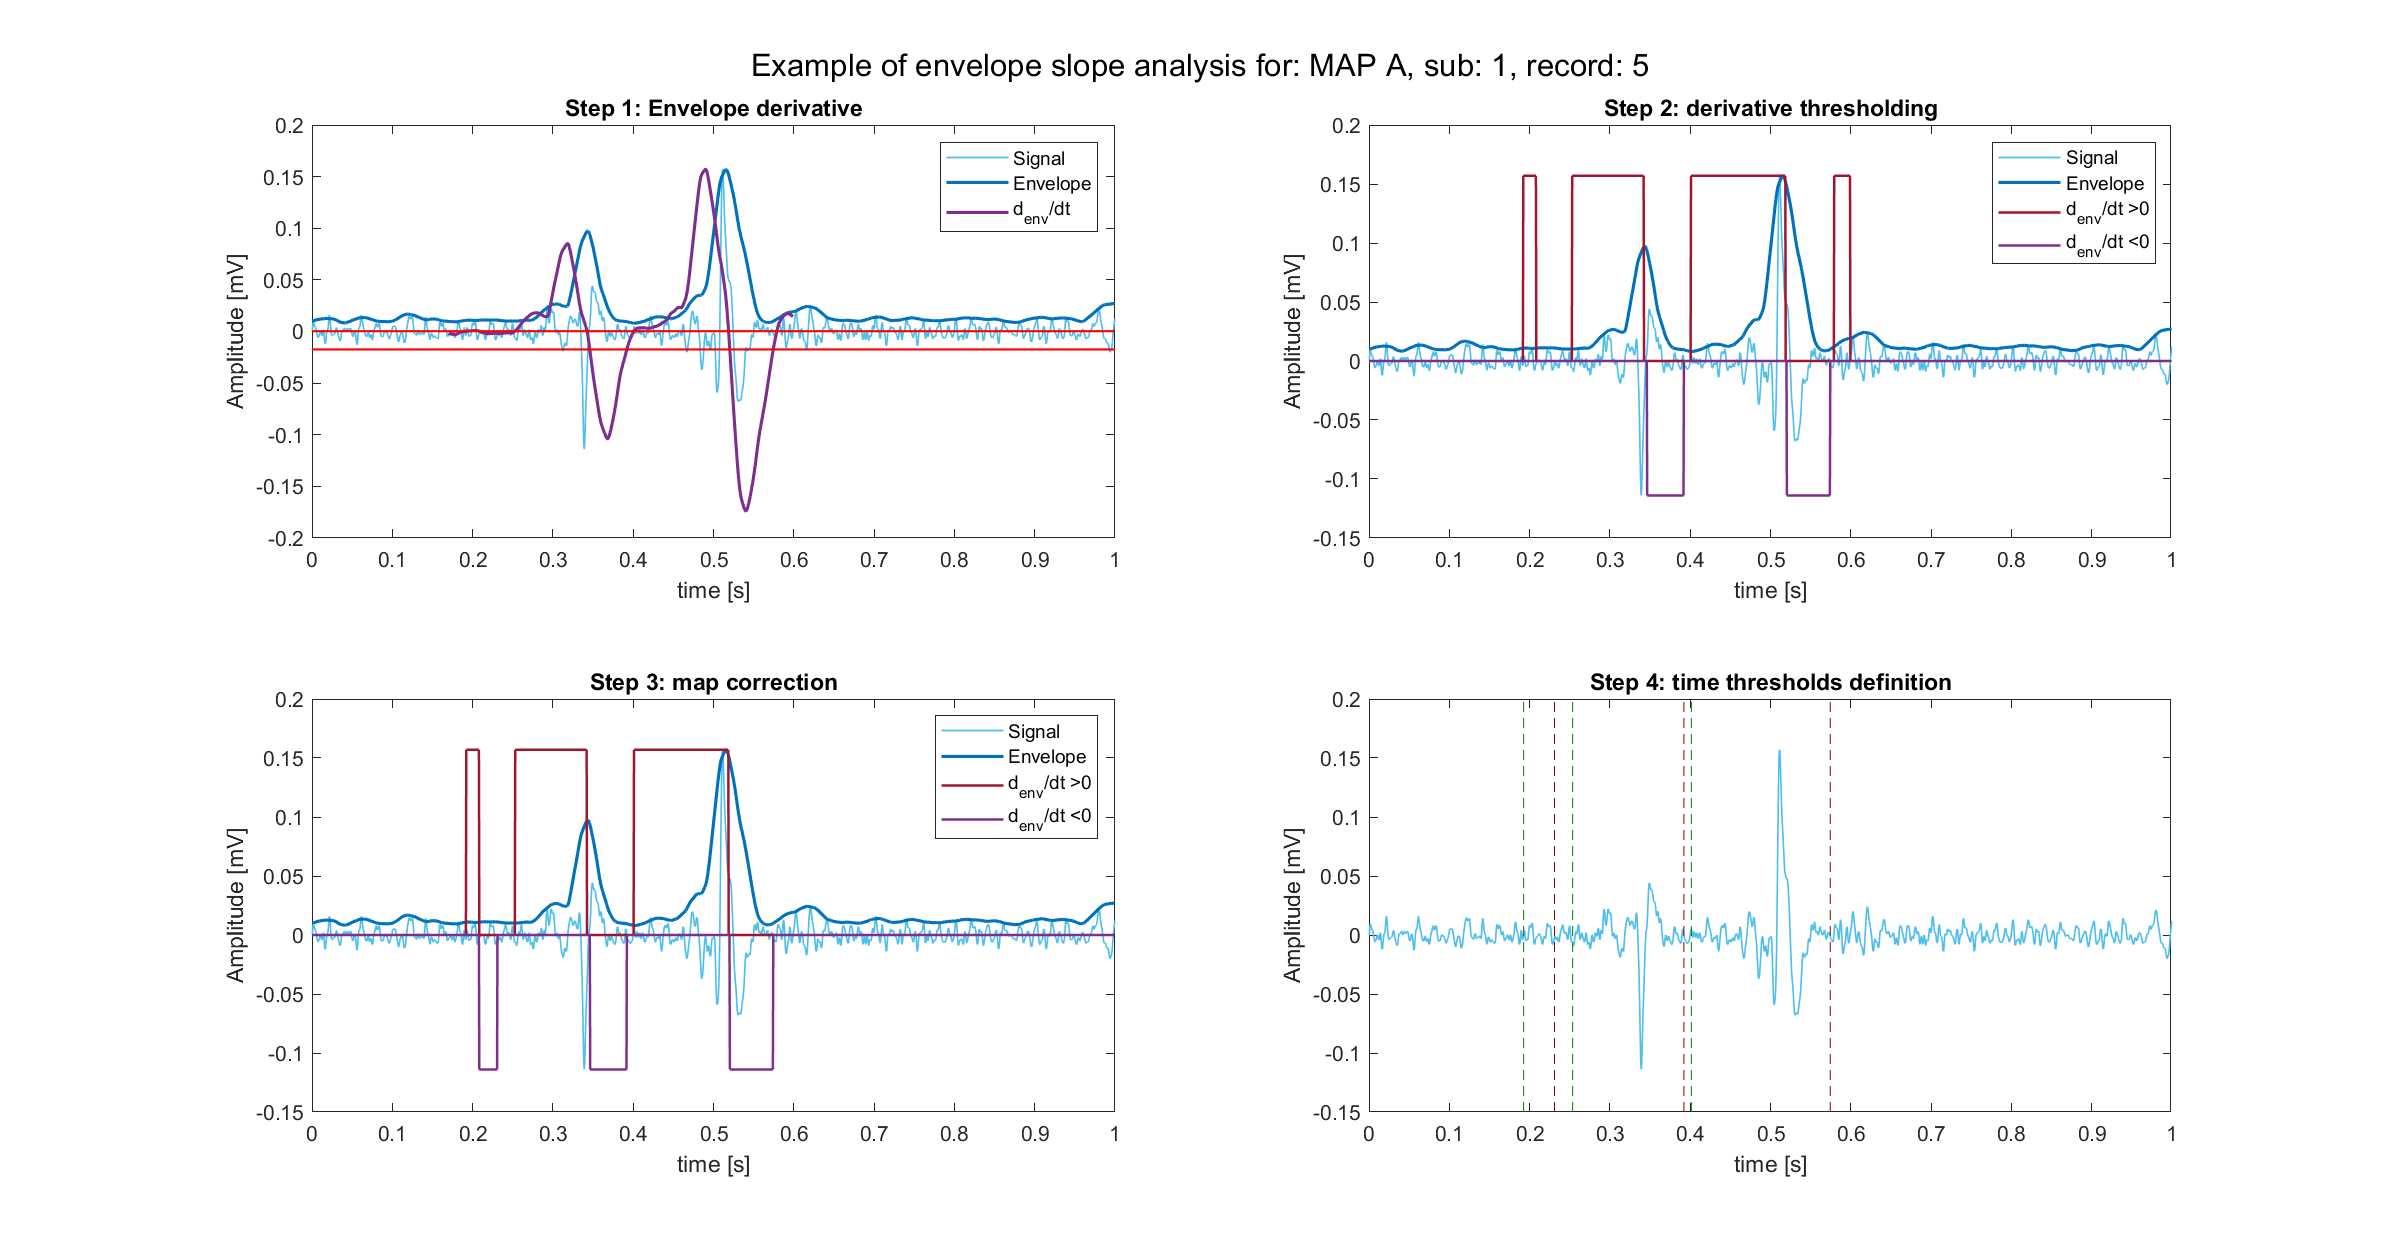 Example of envelope slope analysis for: MAP A, sub: 1, record: 5
Step 1: Envelope derivative
0.2
0.15
0.1
0.05
0
-0.05
-0.1
-0.15
-0.2
Amplitude [mV]
0 0.1 0.2 0.3 0.4 0.5 0.6 0.7 0.8 0.9 1
time [s]
Signal
Envelope
d_env/dt
Step 2: derivative thresholding
0.2
0.15
0.1
0.05
0
-0.05
-0.1
-0.15
Amplitude [mV]
0 0.1 0.2 0.3 0.4 0.5 0.6 0.7 0.8 0.9 1
time [s]
Signal
Envelope
d_env/dt >0
d_env/dt <0
Step 3: map correction
0.2
0.15
0.1
0.05
0
-0.05
-0.1
-0.15
Amplitude [mV]
0 0.1 0.2 0.3 0.4 0.5 0.6 0.7 0.8 0.9 1
time [s]
Signal
Envelope
d_env/dt >0
d_env/dt <0
Step 4: time thresholds definition
0.2
0.15
0.1
0.05
0
-0.05
-0.1
-0.15
Amplitude [mV]
0 0.1 0.2 0.3 0.4 0.5 0.6 0.7 0.8 0.9 1
time [s]